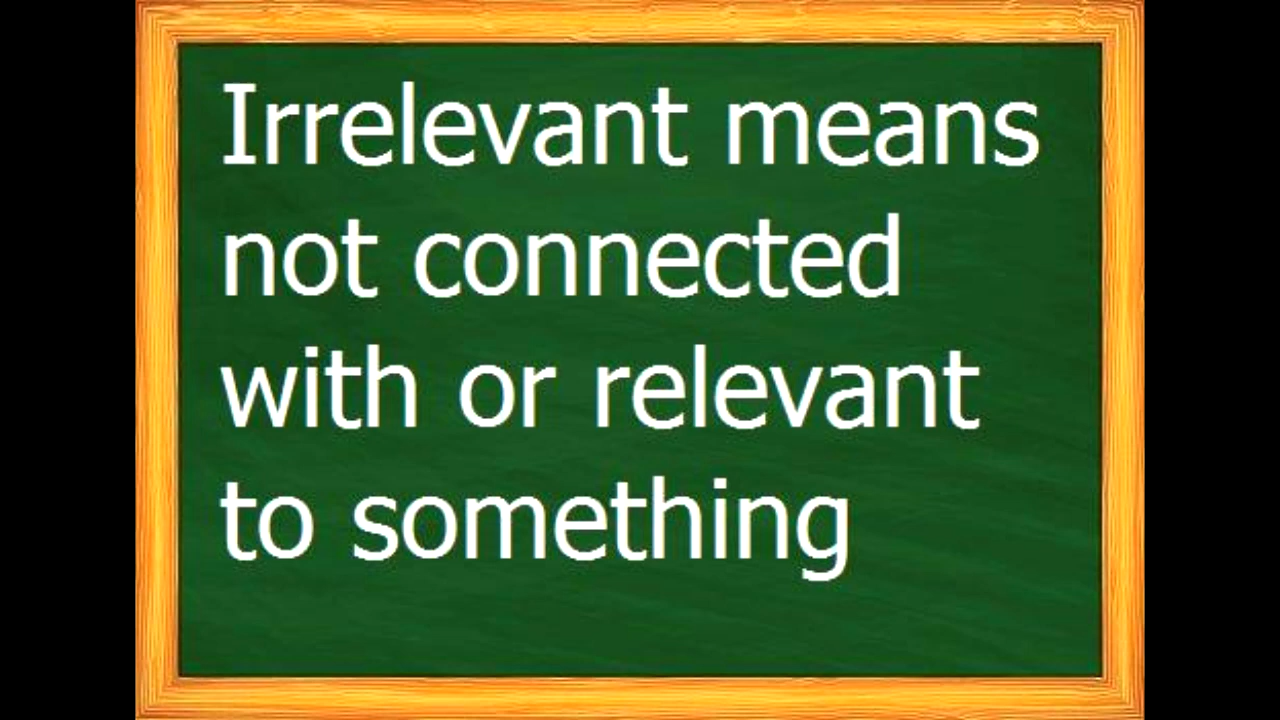 Irrelevant means
not connected
with or relevant
to something